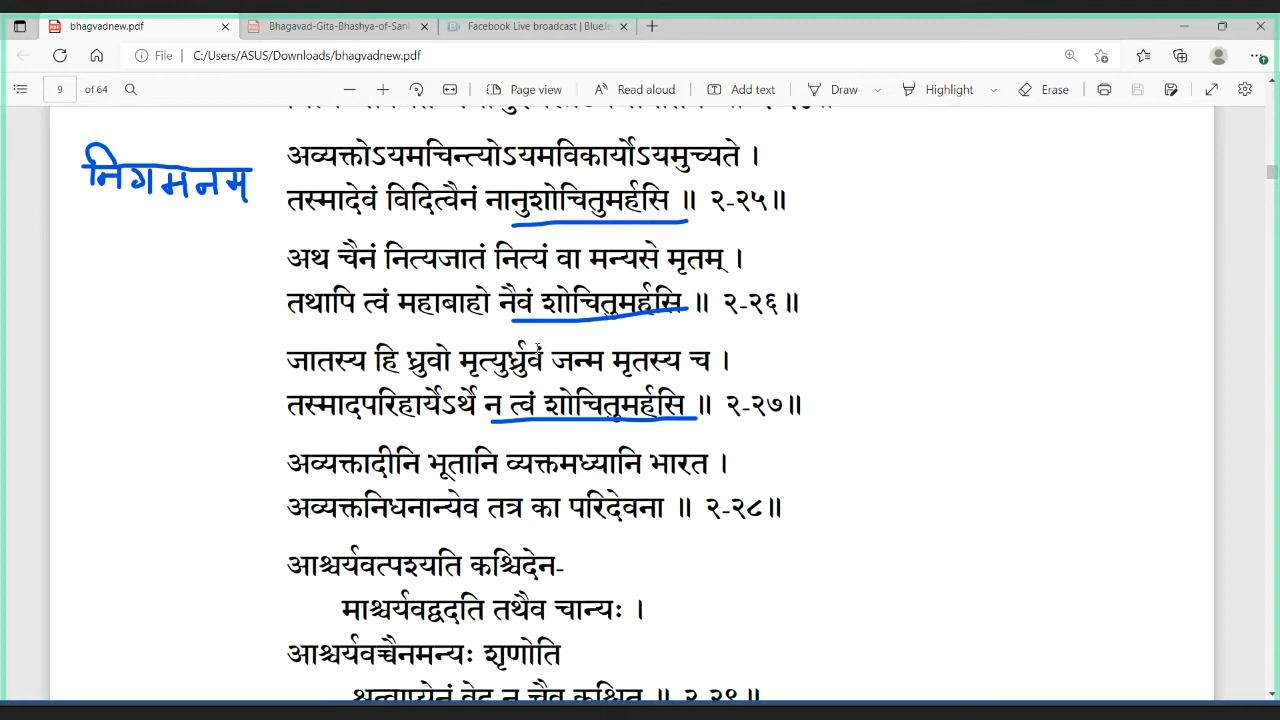 bhagvadnew.pdf
Bhagavad-Gita-Bhashya-of-Sank
Facebook Live broadcast | BlueJe
File C:/Users/ASUS/Downloads/bhagvadnew.pdf
9 of 64 Page view Read aloud Add text Draw Highlight Erase
निगमनम्
अव्यक्तोऽयमचिन्त्योऽयमविकार्योऽयमुच्यते ।
तस्मादेवं विदित्वैनं नानुशोचितुमर्हसि ॥ २-२५॥
अथ चैनं नित्यजातं नित्यं वा मन्यसे मृतम् ।
तथापि त्वं महाबाहो नैवं शोचितुमर्हसि ॥ २-२६॥
जातस्य हि ध्रुवो मृत्युर्ध्रुवं जन्म मृतस्य च ।
तस्मादपरिहार्येऽर्थे न त्वं शोचितुमर्हसि ॥ २-२७॥
अव्यक्तादीनि भूतानि व्यक्तमध्यानि भारत ।
अव्यक्तनिधनान्येव तत्र का परिदेवना ॥ २-२८॥
आश्चर्यवत्पश्यति कश्चिदेन-
माश्चर्यवद्वदति तथैव चान्यः ।
आश्चर्यवच्चैनमन्यः शृणोति
श्रुत्वाप्येनं वेद न चैव कश्चित् ॥ २-२९॥